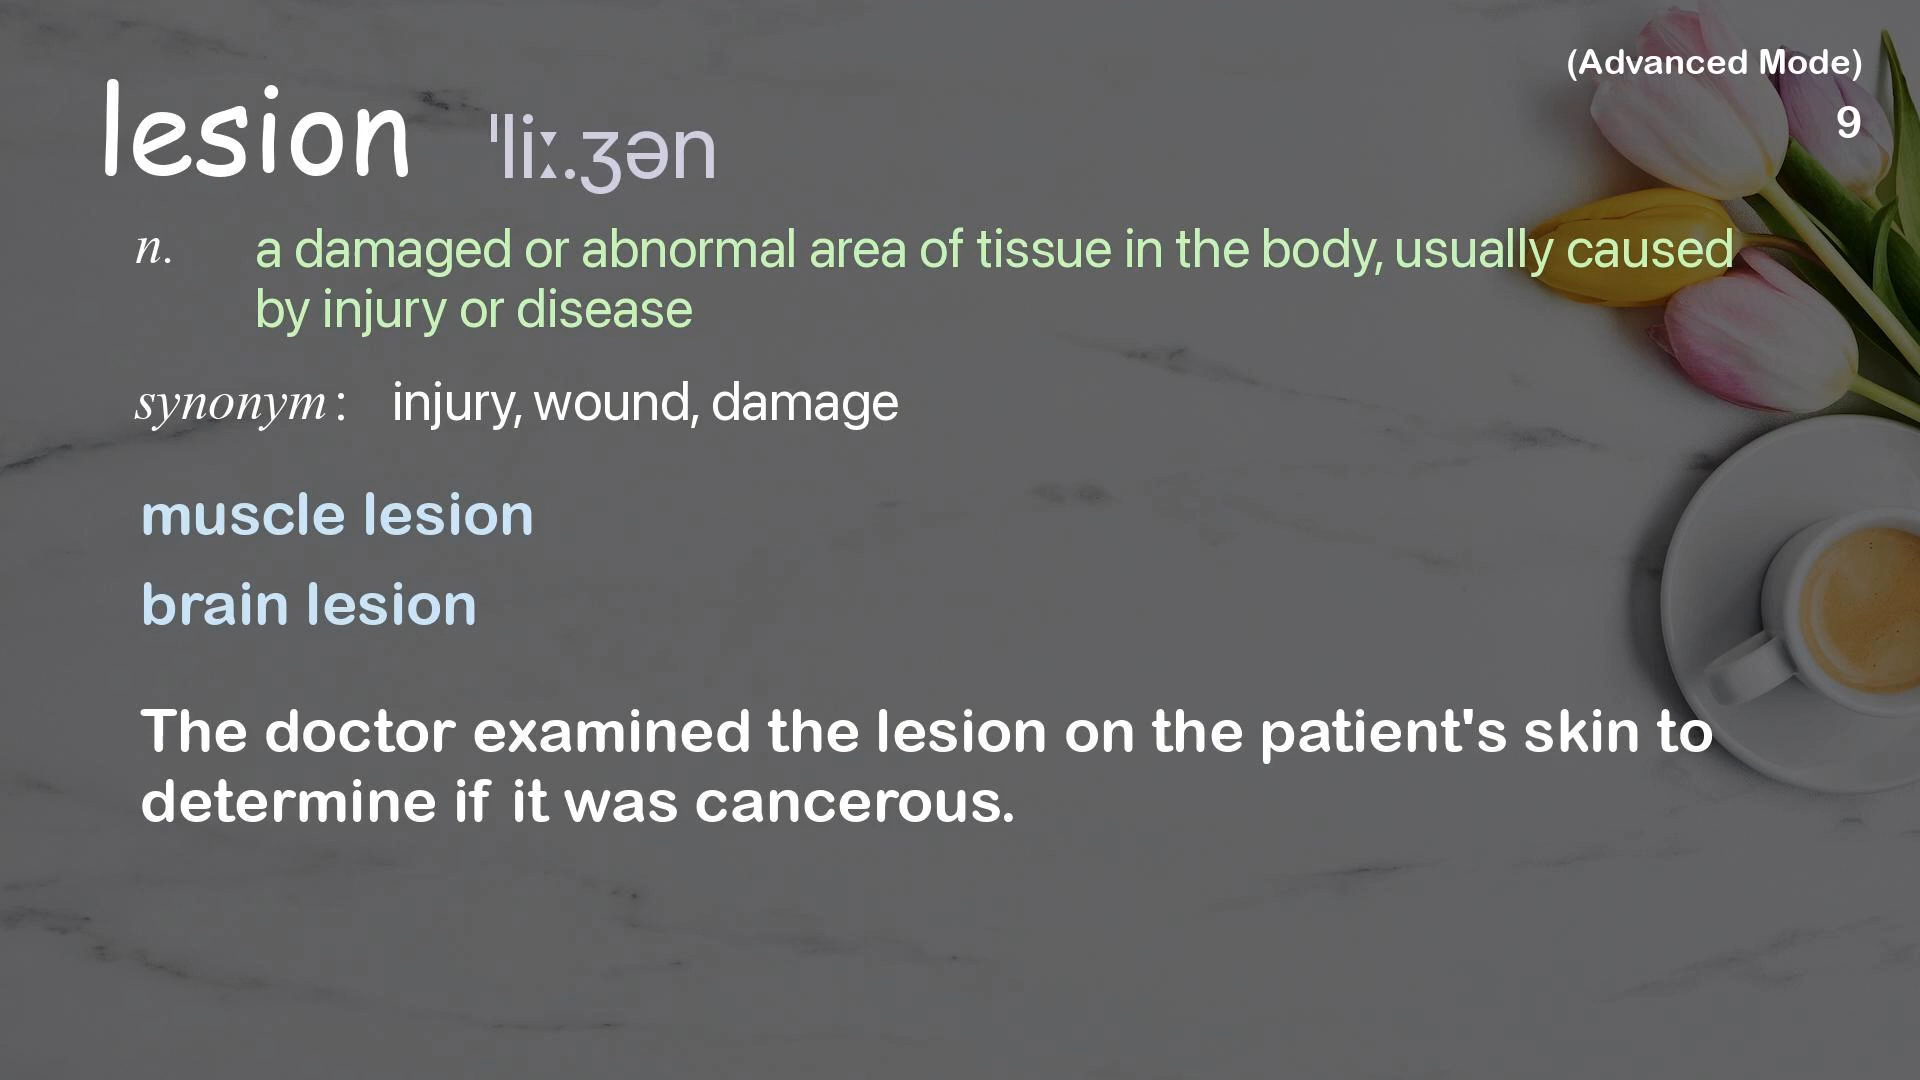 (Advanced Mode)
9
lesion ˈliː.ʒən
n. a damaged or abnormal area of tissue in the body, usually caused
by injury or disease
synonym: injury, wound, damage
muscle lesion
brain lesion
The doctor examined the lesion on the patient's skin to
determine if it was cancerous.